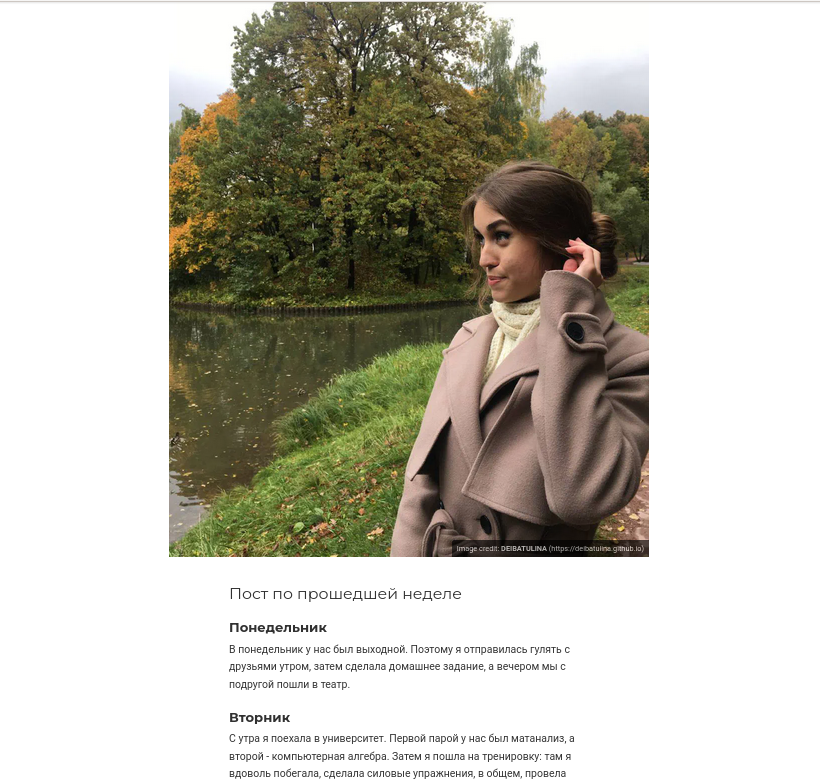 Image credit: DEIBATULINA (https://deibatulina.github.io)
Пост по прошедшей неделе
Понедельник
В понедельник у нас был выходной. Поэтому я отправилась гулять с
друзьями утром, затем сделала домашнее задание, а вечером мы с
подругой пошли в театр.
Вторник
С утра я поехала в университет. Первой парой у нас был матанализ, а
второй - компьютерная алгебра. Затем я пошла на тренировку: там я
вдоволь побегала, сделала силовые упражнения, в общем, провела